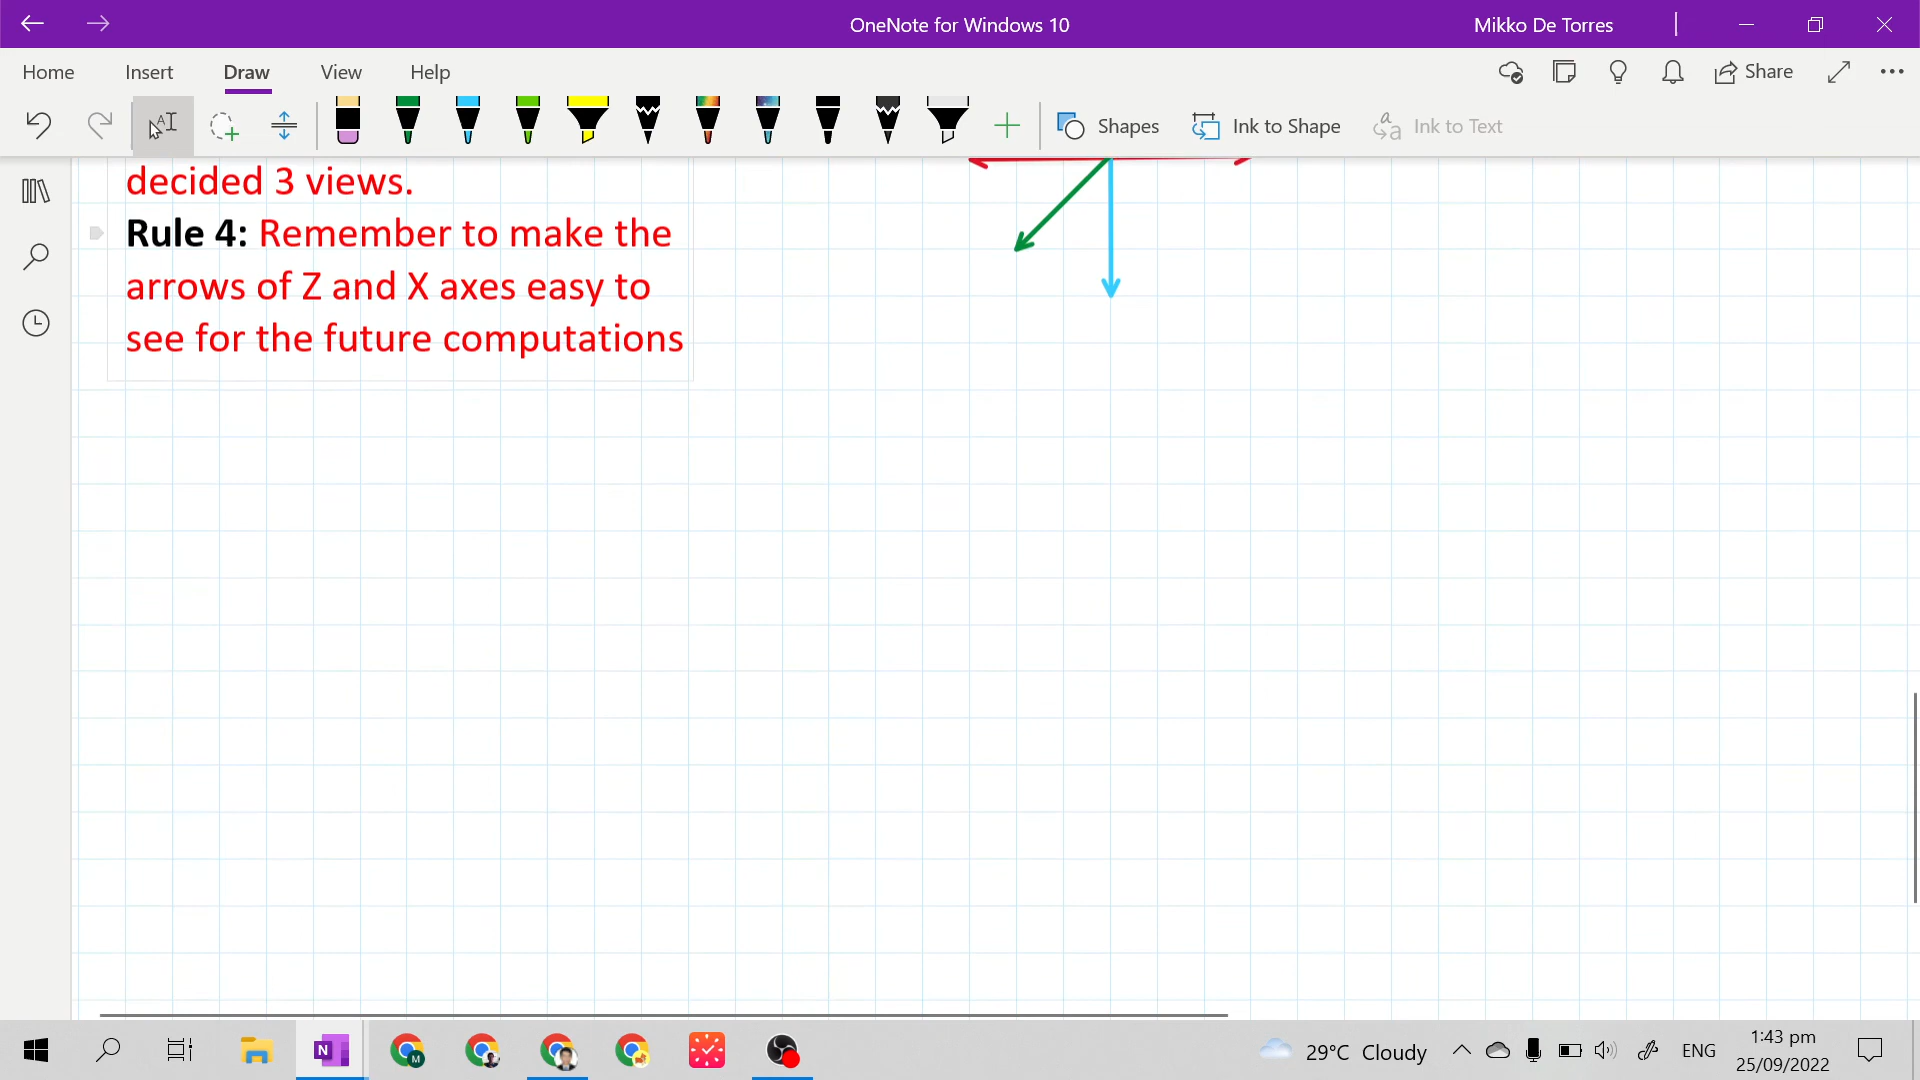 OneNote for Windows 10
Mikko De Torres
Home Insert Draw View Help
Share
Shapes Ink to Shape Ink to Text
decided 3 views.
Rule 4: Remember to make the
arrows of Z and X axes easy to
see for the future computations
29°C Cloudy
ENG
1:43 pm
25/09/2022